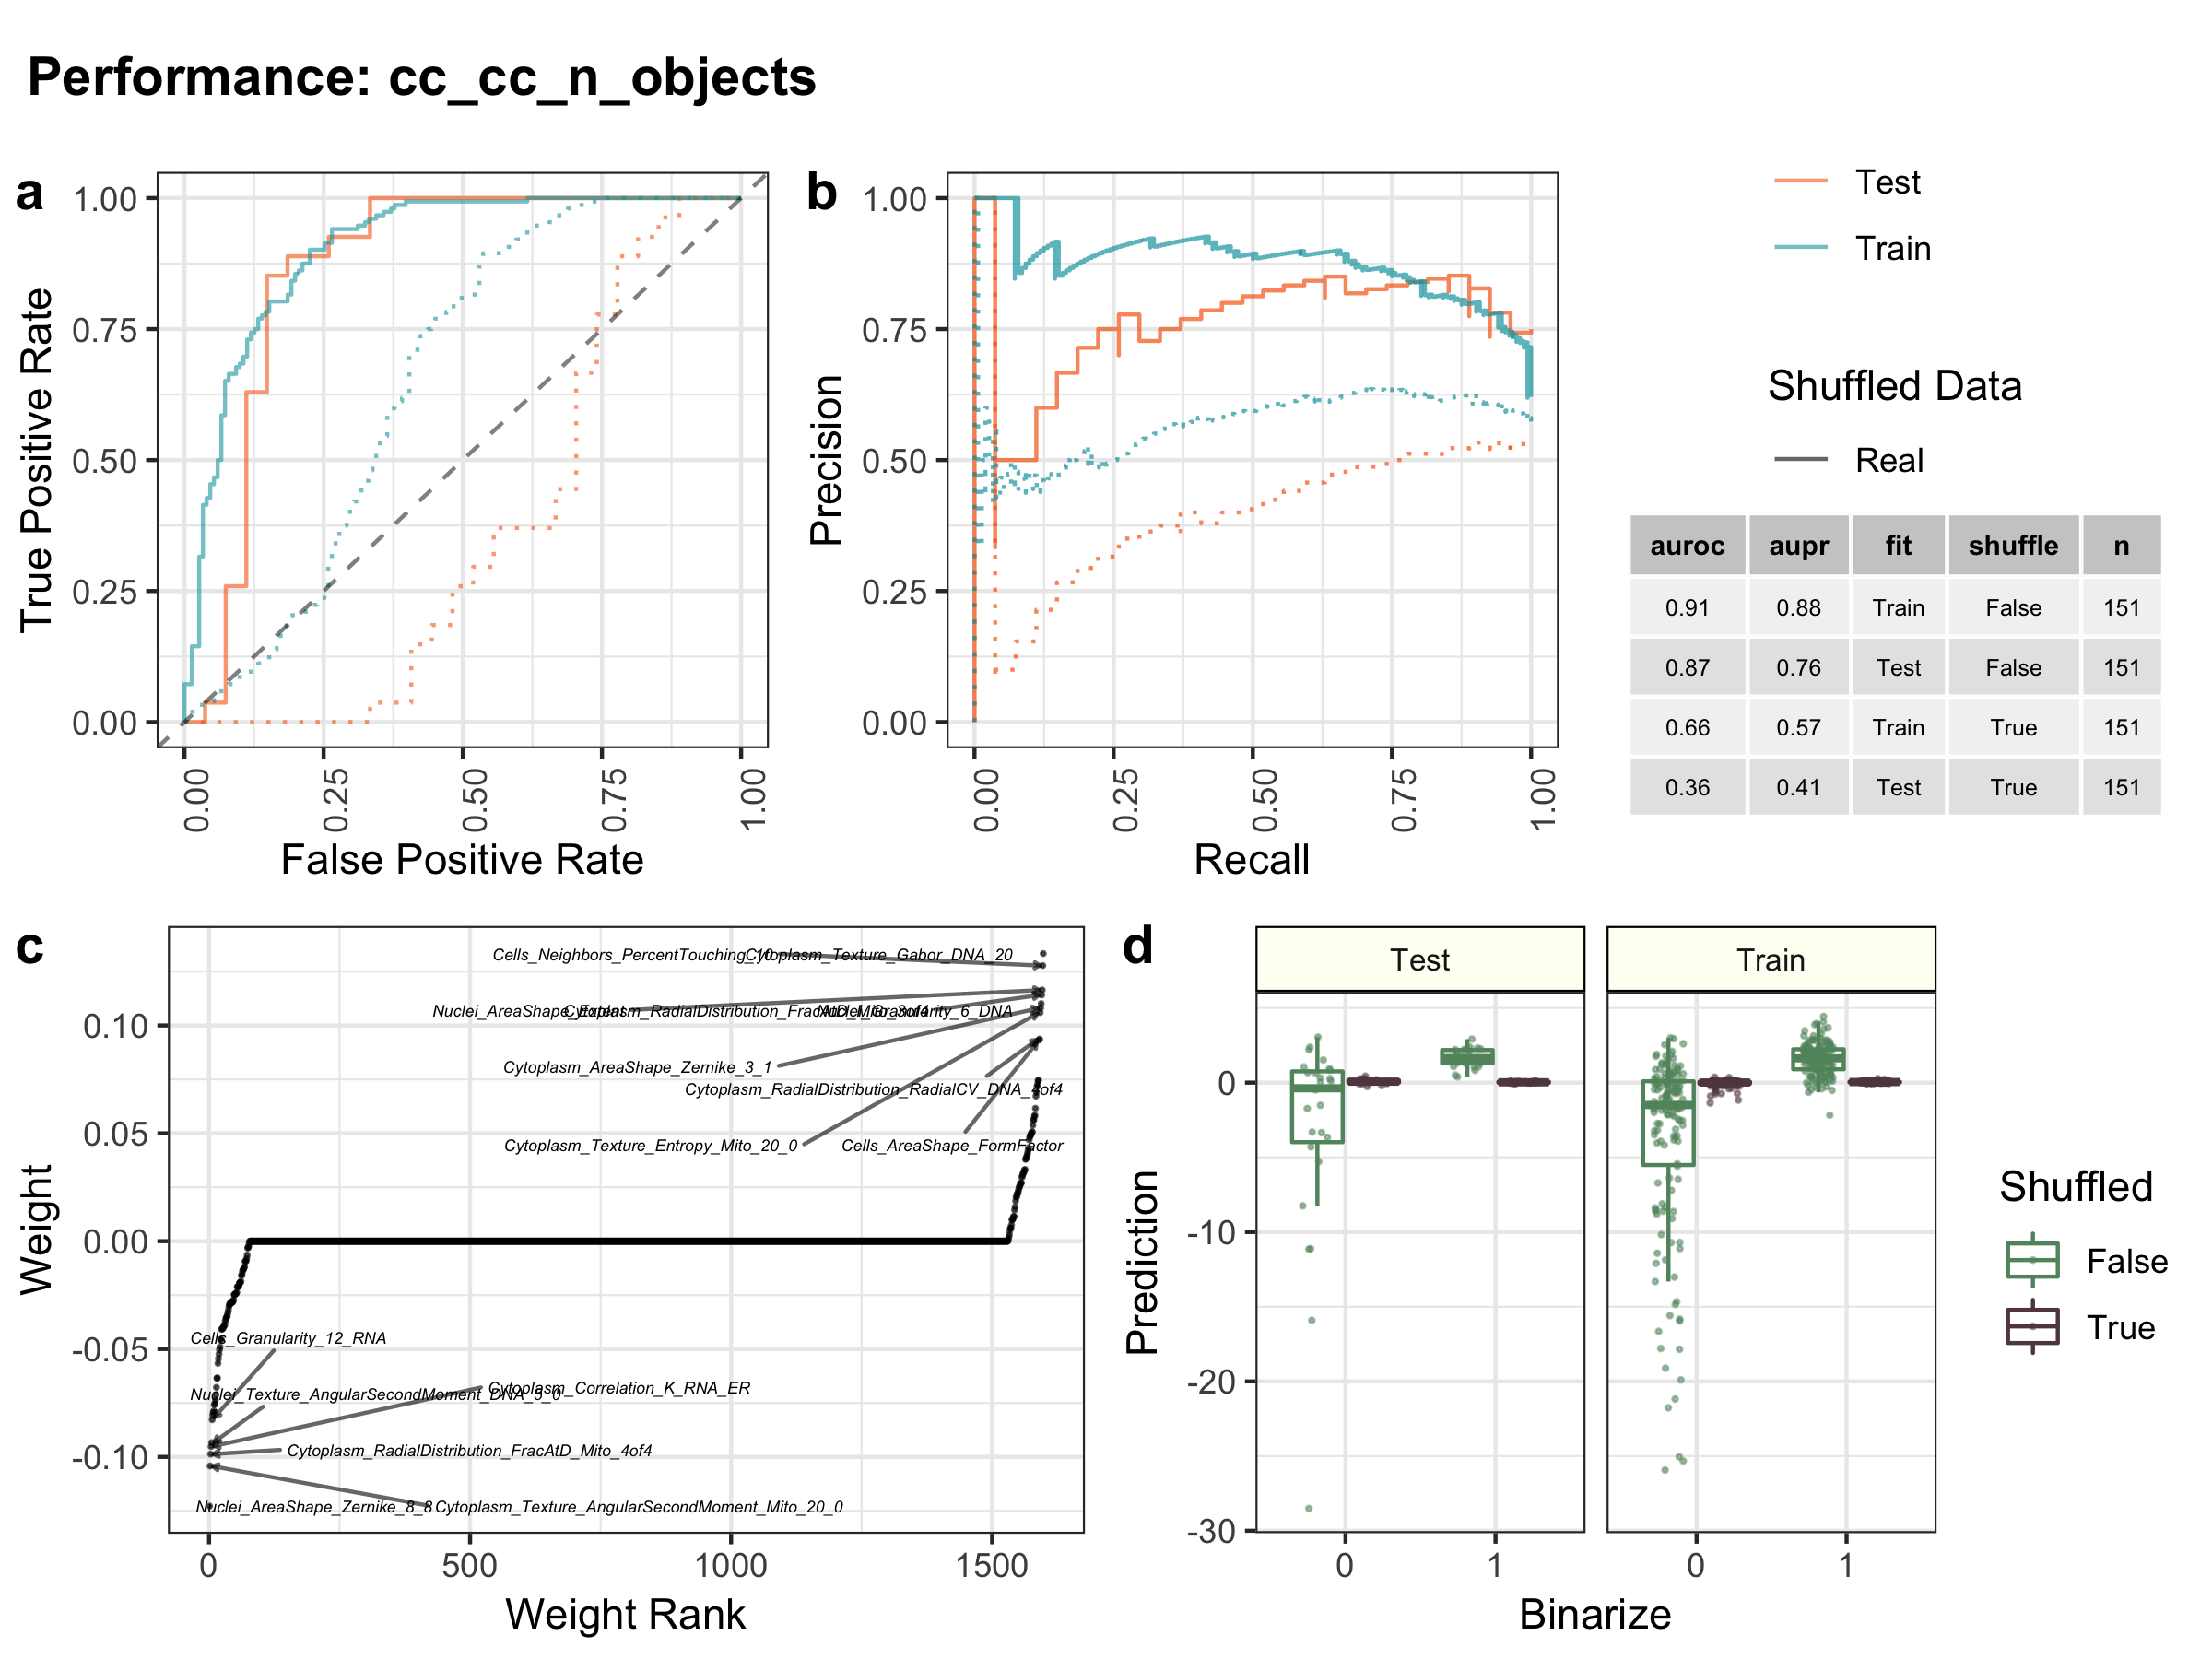 Performance: cc_cc_n_objects
a
1.00
0.75
0.50
0.25
0.00
True Positive Rate
0.00
0.25
0.50
0.75
1.00
False Positive Rate
b
1.00
0.75
0.50
0.25
0.00
Precision
0.00
0.25
0.50
0.75
1.00
Recall
Test
Train
Shuffled Data
Real
auroc aupr fit shuffle n
0.91 0.88 Train False 151
0.87 0.76 Test False 151
0.66 0.57 Train True 151
0.36 0.41 Test True 151
c
0.10
0.05
0.00
-0.05
-0.10
Weight
Cells_Neighbors_PercentTouching_10
Cytoplasm_Texture_Gabor_DNA_20
Nuclei_AreaShape_Extent
Cytoplasm_RadialDistribution_FracAtD_Mito_3of4
Nuclei_Granularity_6_DNA
Cytoplasm_AreaShape_Zernike_3_1
Cytoplasm_RadialDistribution_RadialCV_DNA_4of4
Cytoplasm_Texture_Entropy_Mito_20_0
Cells_AreaShape_FormFactor
Cells_Granularity_12_RNA
Cytoplasm_Correlation_K_RNA_ER
Nuclei_Texture_AngularSecondMoment_DNA_5_0
Cytoplasm_RadialDistribution_FracAtD_Mito_4of4
Nuclei_AreaShape_Zernike_8_8
Cytoplasm_Texture_AngularSecondMoment_Mito_20_0
0
500
1000
1500
Weight Rank
d
Test
Train
0
-10
-20
-30
Prediction
0
1
0
1
Binarize
Shuffled
False
True